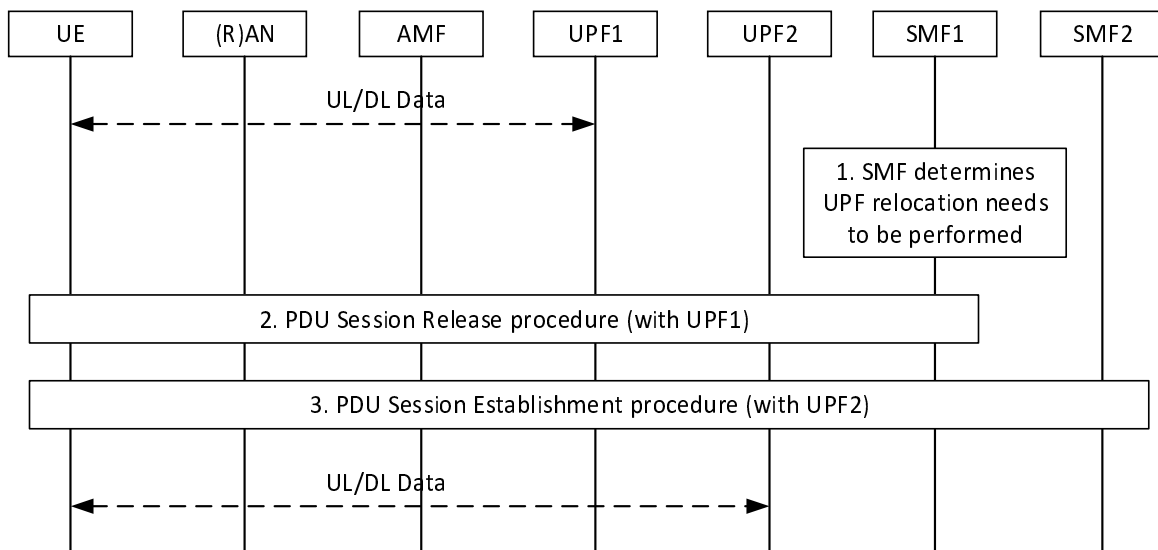 UE
(R)AN
AMF
UPF1
UPF2
SMF1
SMF2
UL/DL Data
1. SMF determines
UPF relocation needs
to be performed
2. PDU Session Release procedure (with UPF1)
3. PDU Session Establishment procedure (with UPF2)
UL/DL Data